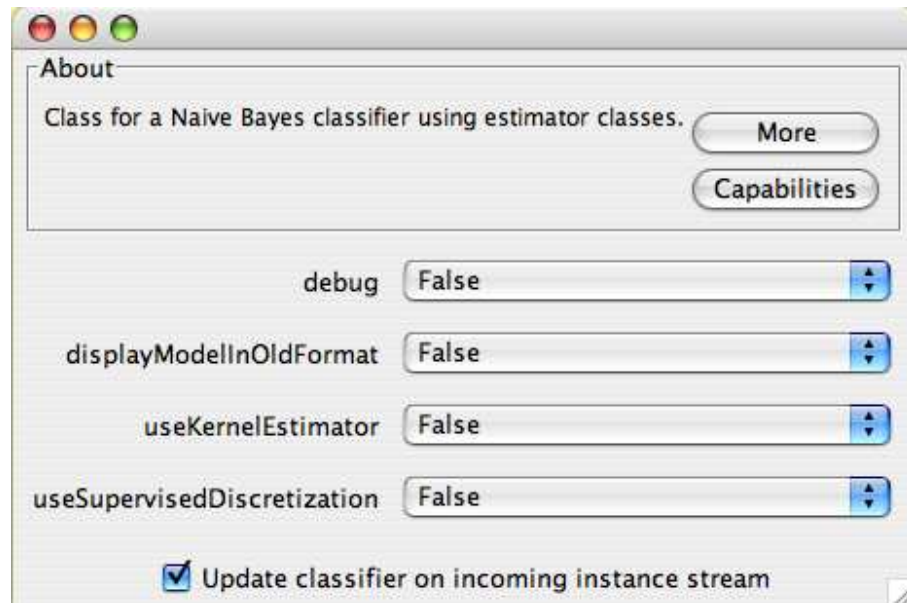 About
Class for a Naive Bayes classifier using estimator classes.
More
Capabilities
debug False
displayModelInOldFormat False
useKernelEstimator False
useSupervisedDiscretization False
Update classifier on incoming instance stream